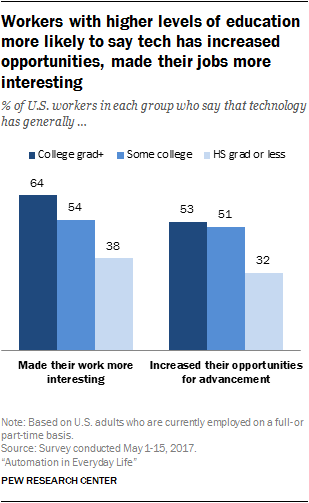 Workers with higher levels of education
more likely to say tech has increased
opportunities, made their jobs more
interesting
% of U.S. workers in each group who say that technology
has generally ...
College grad+ Some college HS grad or less
64
54
38
53
51
32
Made their work more
interesting
Increased their opportunities
for advancement
Note: Based on U.S. adults who are currently employed on a full- or
part-time basis.
Source: Survey conducted May 1-15, 2017.
“Automation in Everyday Life”
PEW RESEARCH CENTER